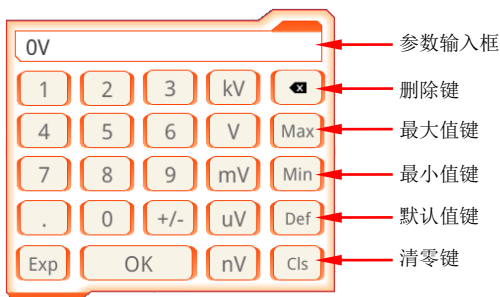 0V 参数输入框
1 2 3 kV 删除键
4 5 6 V Max 最大值键
7 8 9 mV Min 最小值键
. 0 +/- uV Def 默认值键
Exp OK nV Cls 清零键